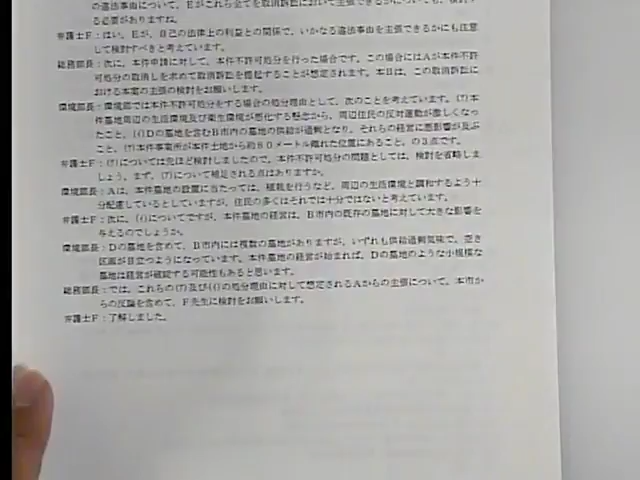 の違法事由について，Eがこれら全てを取消訴訟において主張できるかについても，検討す
る必要がありますね。
弁護士F：はい。Eが，自己の法律上の利益との関係で，いかなる違法事由を主張できるかにも注意
して検討すべきと考えています。
総務部長：次に，本件申請に対して，本件不許可処分を行った場合です。この場合にはAが本件不許
可処分の取消しを求めて取消訴訟を提起することが想定されます。本日は，この取消訴訟に
おける本案の主張の検討をお願いします。
環境部長：環境部では本件不許可処分をする場合の処分理由として，次のことを考えています。(ｱ)本
件墓地周辺の生活環境及び衛生環境が悪化する懸念から，周辺住民の反対運動が激しくなっ
たこと，(ｲ)Dの墓地を含むB市内の墓地の供給が過剰となり，それらの経営に悪影響が及ぶ
こと，(ｳ)本件事業所が本件土地から約80メートル離れた位置にあること，の3点です。
弁護士F：(ｳ)については先ほど検討しましたので，本件不許可処分の問題としては，検討を省略しま
しょう。まず，(ｱ)について補足される点はありますか。
環境部長：Aは，本件墓地の設置に当たっては，植栽を行うなど，周辺の生活環境と調和するよう十
分配慮しているとしていますが，住民の多くはそれでは十分ではないと考えています。
弁護士F：次に，(ｲ)についてですが，本件墓地の経営は，B市内の既存の墓地に対して大きな影響を
与えるのでしょうか。
環境部長：Dの墓地を含めて，B市内には複数の墓地がありますが，いずれも供給過剰気味で，空き
区画が目立つようになっています。本件墓地の経営が始まれば，Dの墓地のような小規模な
墓地は経営が破綻する可能性もあると思います。
総務部長：では，これらの(ｱ)及び(ｲ)の処分理由に対して想定されるAからの主張について，本市か
らの反論を含めて，F先生に検討をお願いします。
弁護士F：了解しました。